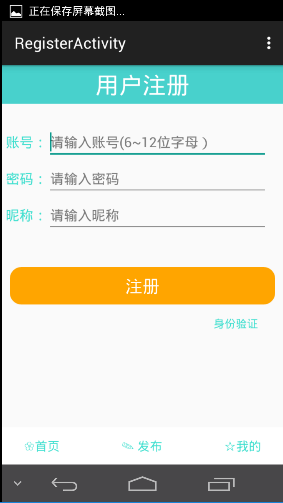 正在保存屏幕截图...
RegisterActivity
用户注册
账号： 请输入账号(6~12位字母 )
密码： 请输入密码
昵称： 请输入昵称
注册
身份验证
首页 ✎ 发布 ☆我的